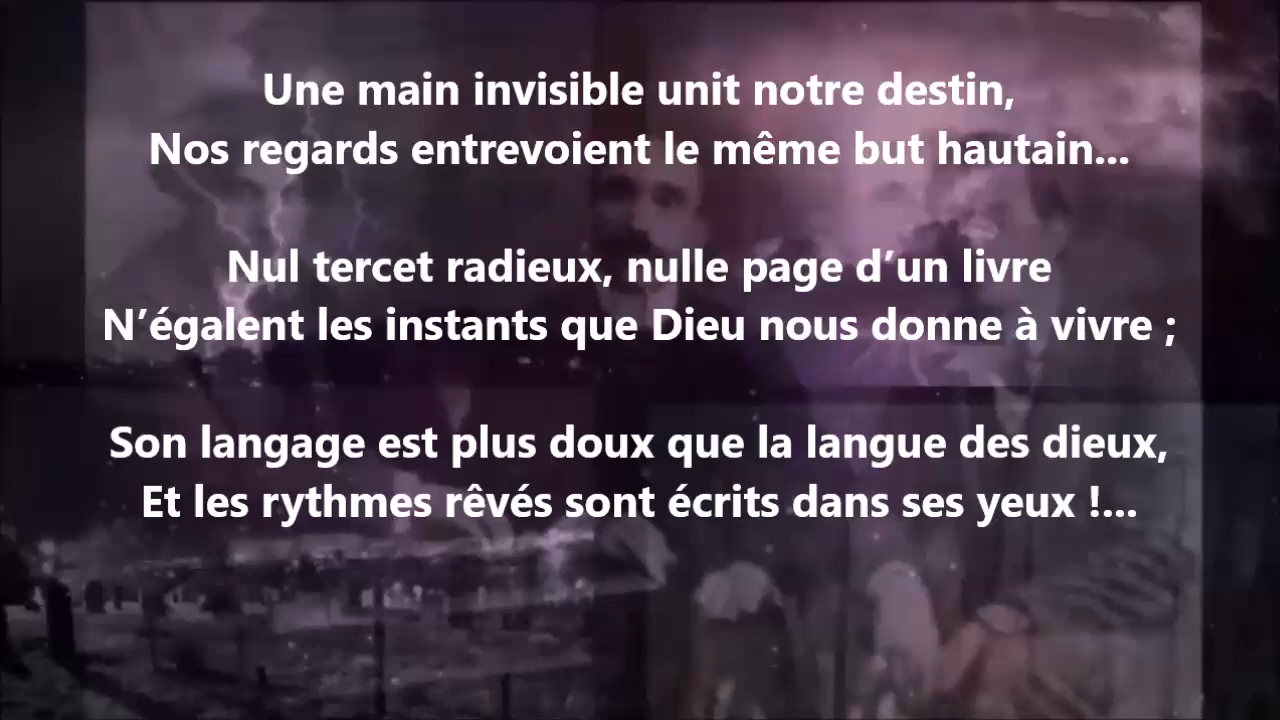 Une main invisible unit notre destin,
Nos regards entrevoient le même but hautain...
Nul tercet radieux, nulle page d’un livre
N’égalent les instants que Dieu nous donne à vivre ;
Son langage est plus doux que la langue des dieux,
Et les rythmes rêvés sont écrits dans ses yeux !...